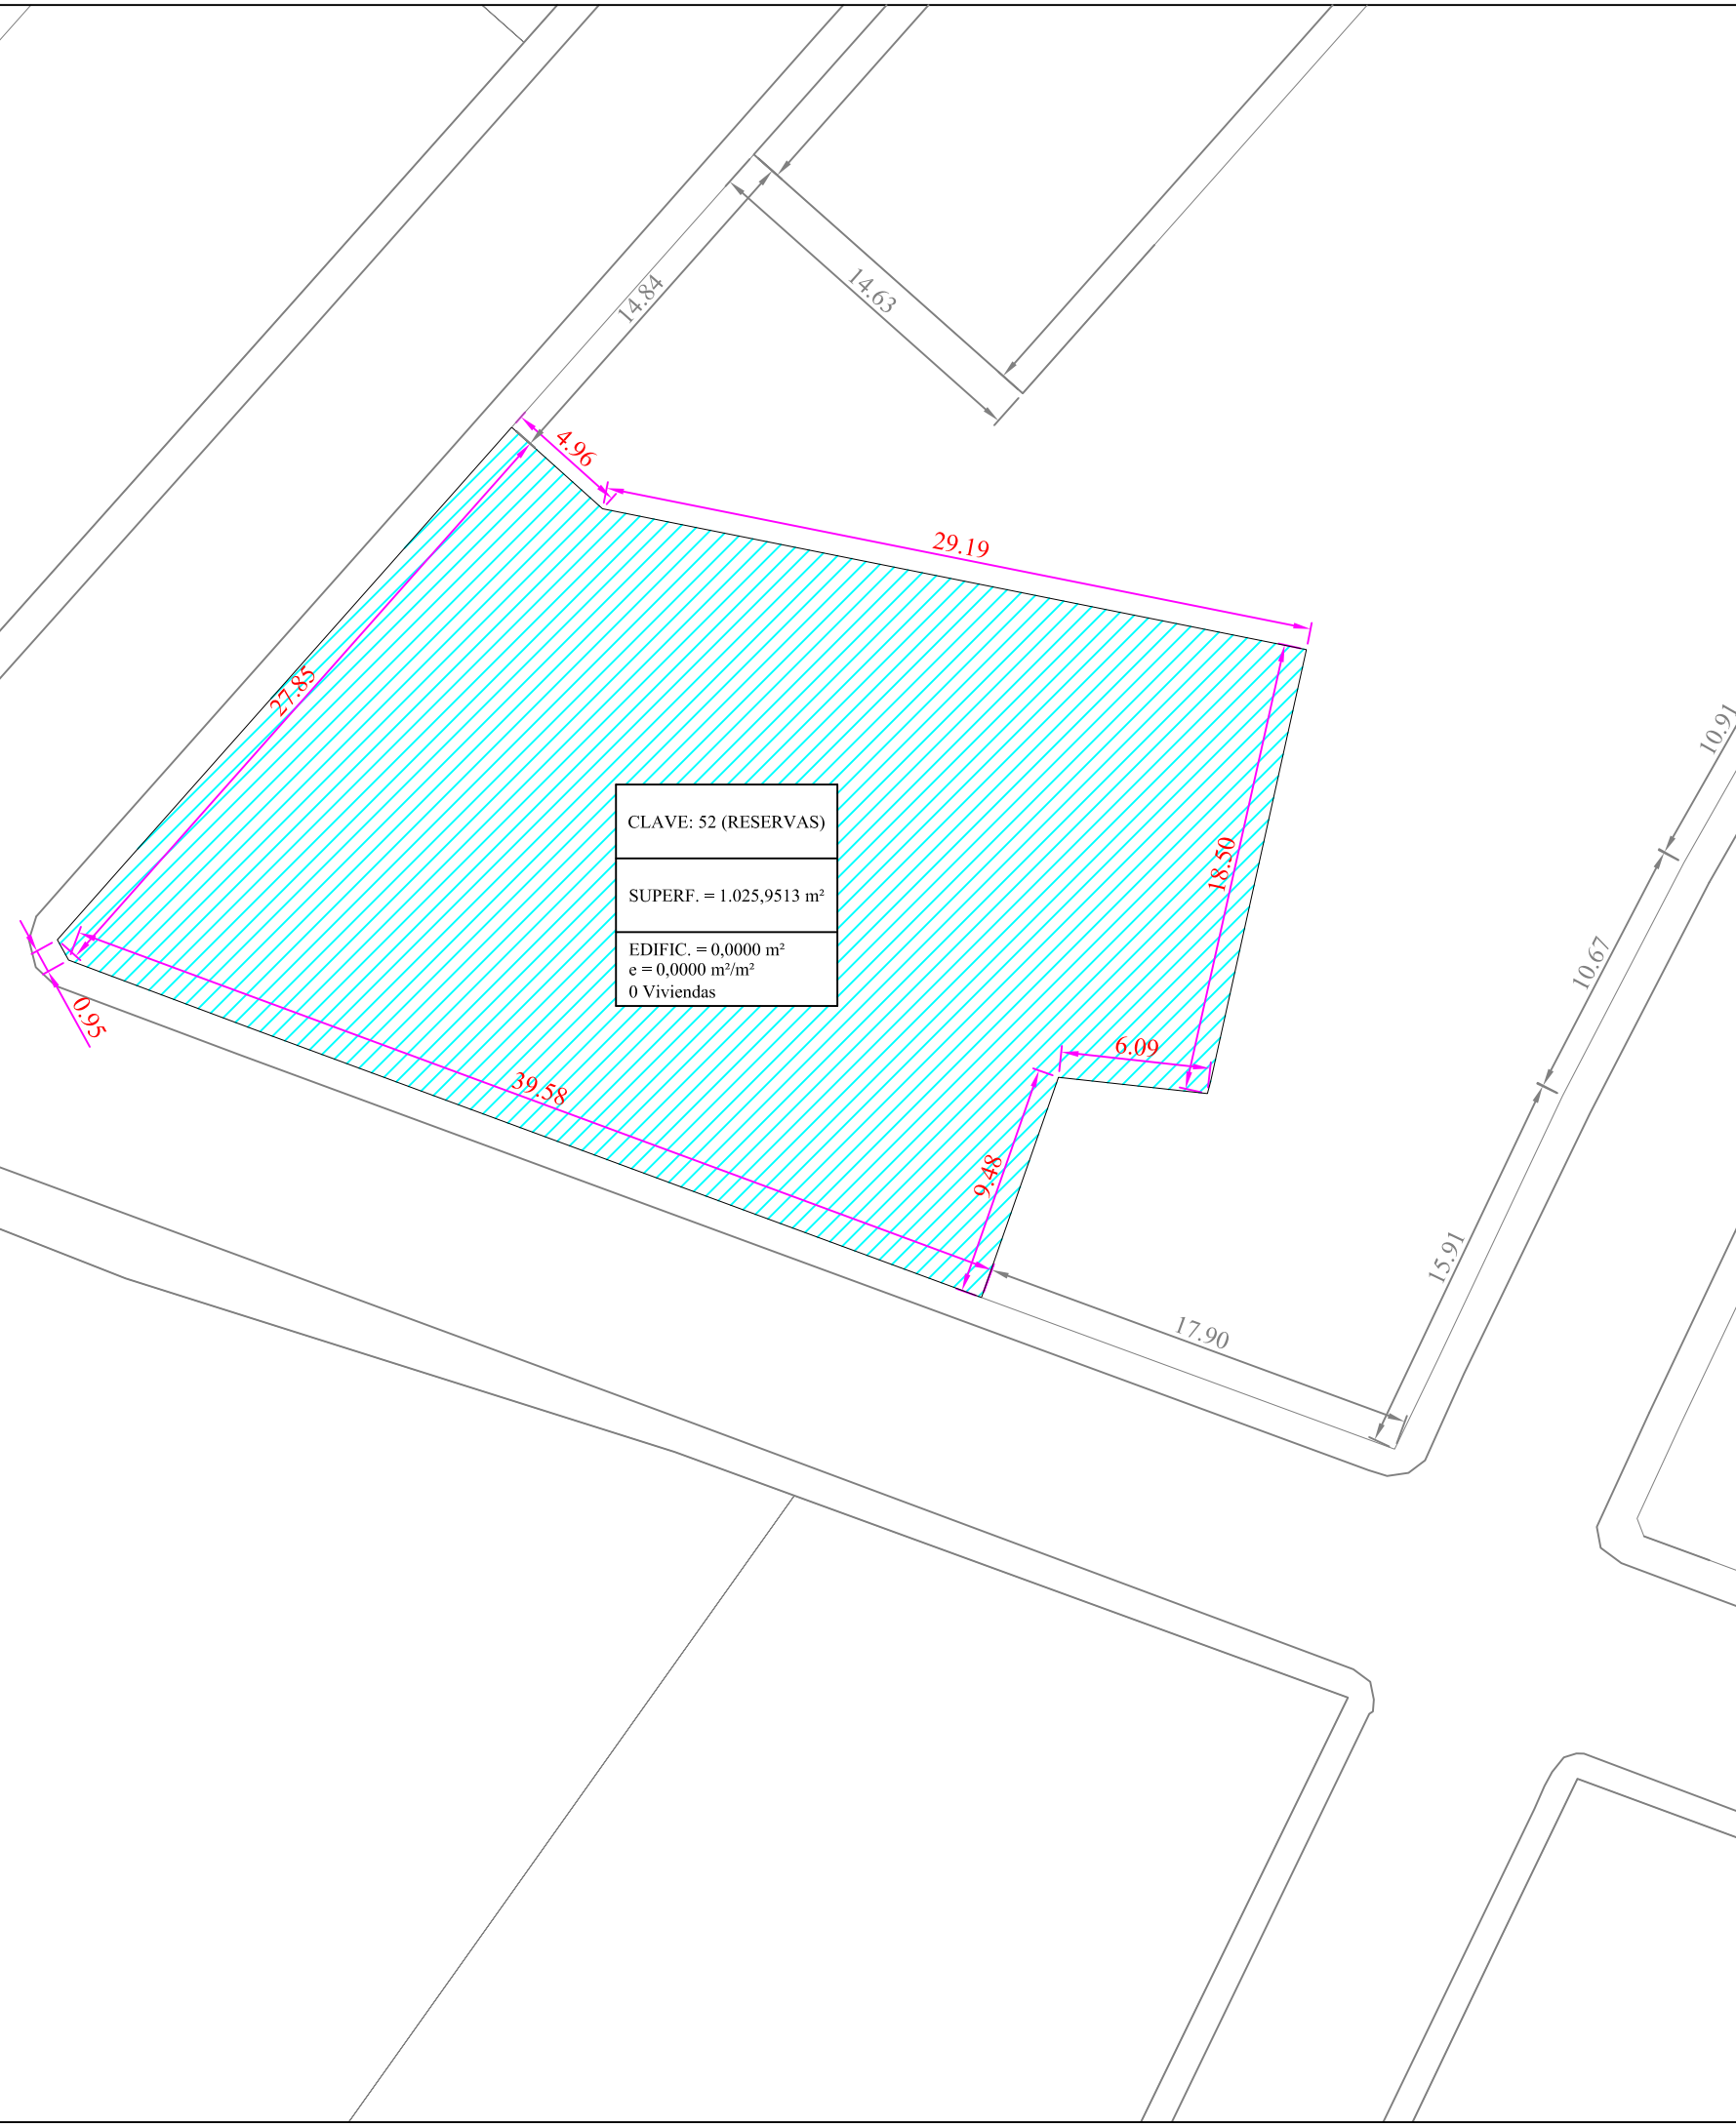 14.84
14.63
4.96
29.19
27.85
10.91
CLAVE: 52 (RESERVAS)
SUPERF. = 1.025,9513 m²
EDIFIC. = 0,0000 m²
e = 0,0000 m²/m²
0 Viviendas
18.50
10.67
0.95
6.09
39.58
9.48
15.91
17.90